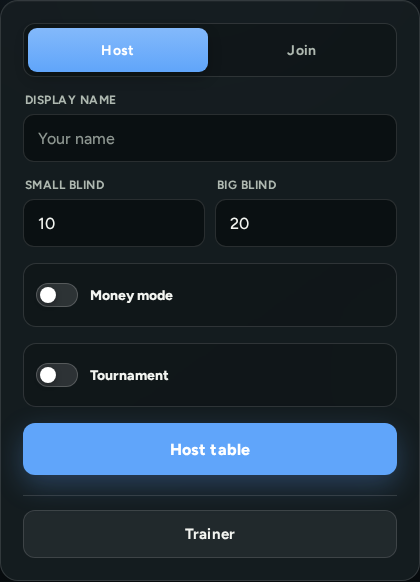 Host Join
DISPLAY NAME
Your name
SMALL BLIND BIG BLIND
10 20
Money mode
Tournament
Host table
Trainer